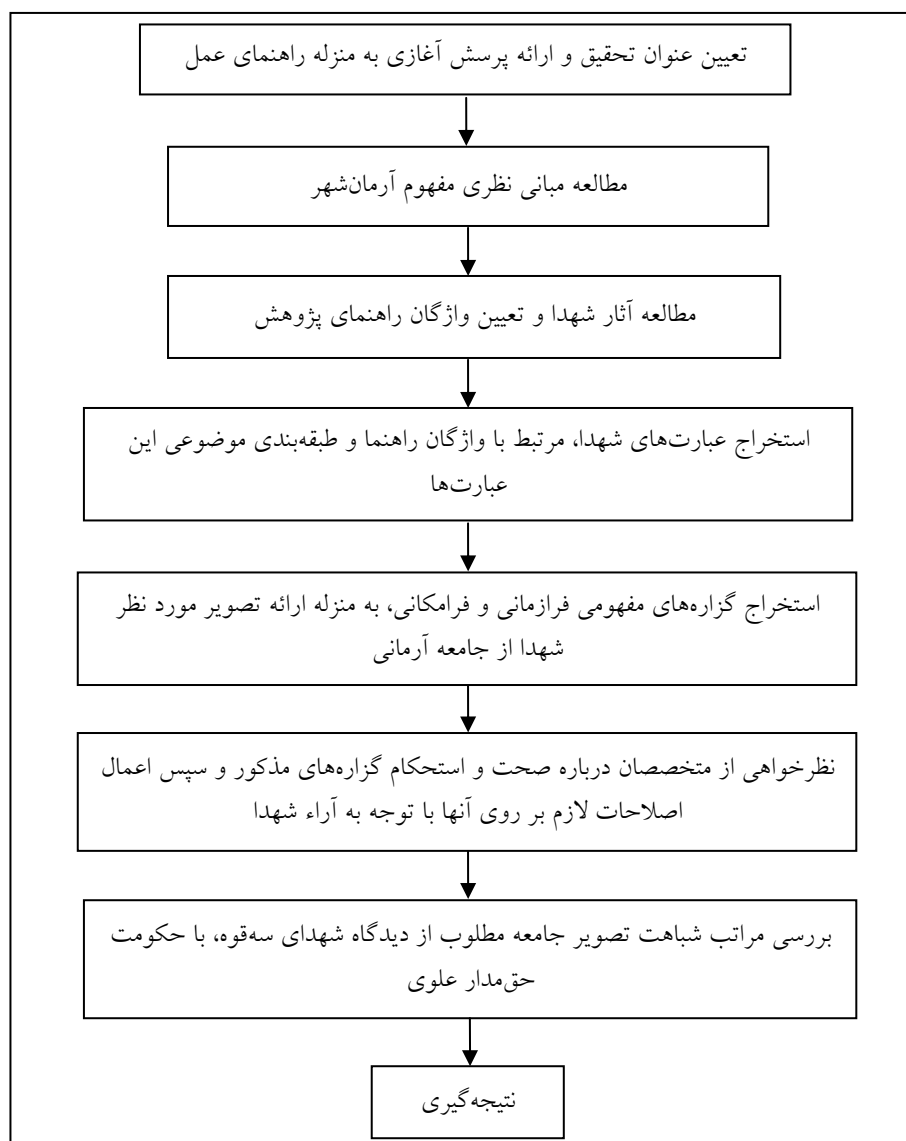 تعیین عنوان تحقیق و ارائه پرسش آغازی به منزله راهنمای عمل
مطالعه مبانی نظری مفهوم آرمان‌شهر
مطالعه آثار شهدا و تعیین واژگان راهنمای پژوهش
استخراج عبارت‌های شهدا، مرتبط با واژگان راهنما و طبقه‌بندی موضوعی این
عبارت‌ها
استخراج گزاره‌های مفهومی فرازمانی و فرامکانی، به منزله ارائه تصویر مورد نظر
شهدا از جامعه آرمانی
نظرخواهی از متخصصان درباره صحت و استحکام گزاره‌های مذکور و سپس اعمال
اصلاحات لازم بر روی آنها با توجه به آراء شهدا
بررسی مراتب شباهت تصویر جامعه مطلوب از دیدگاه شهدای سه‌قوه، با حکومت
حق‌مدار علوی
نتیجه‌گیری